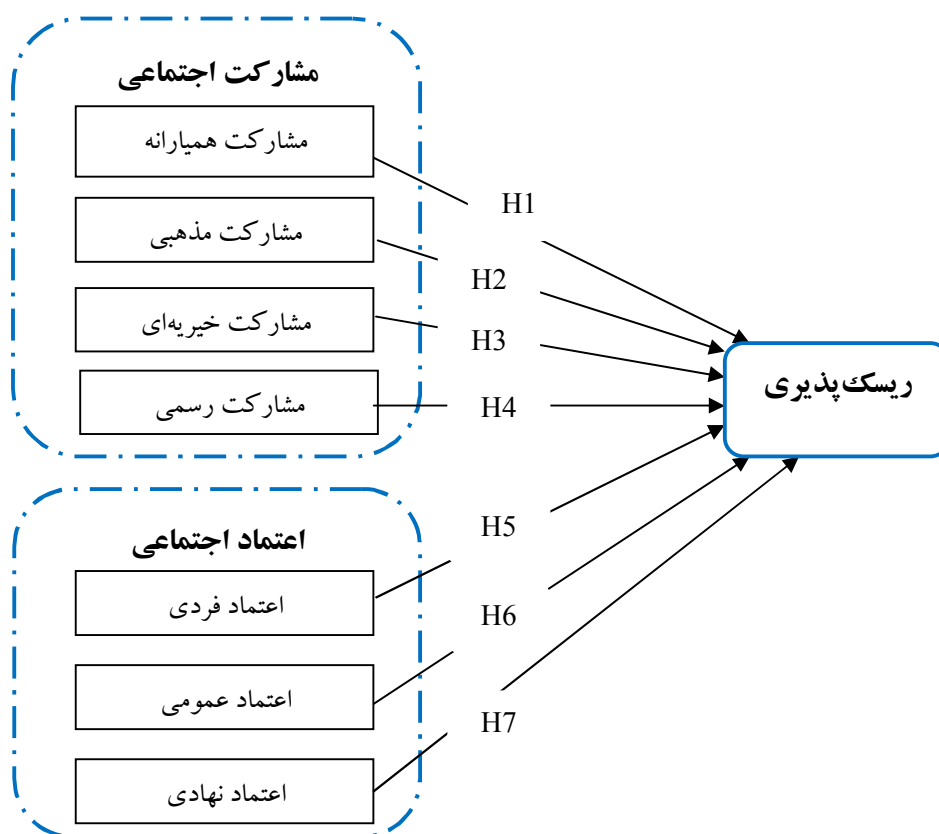 مشارکت اجتماعی
مشارکت همیارانه
مشارکت مذهبی
مشارکت خیریه‌ای
مشارکت رسمی
H1
H2
H3
H4
ریسک‌پذیری
اعتماد اجتماعی
اعتماد فردی
اعتماد عمومی
اعتماد نهادی
H5
H6
H7